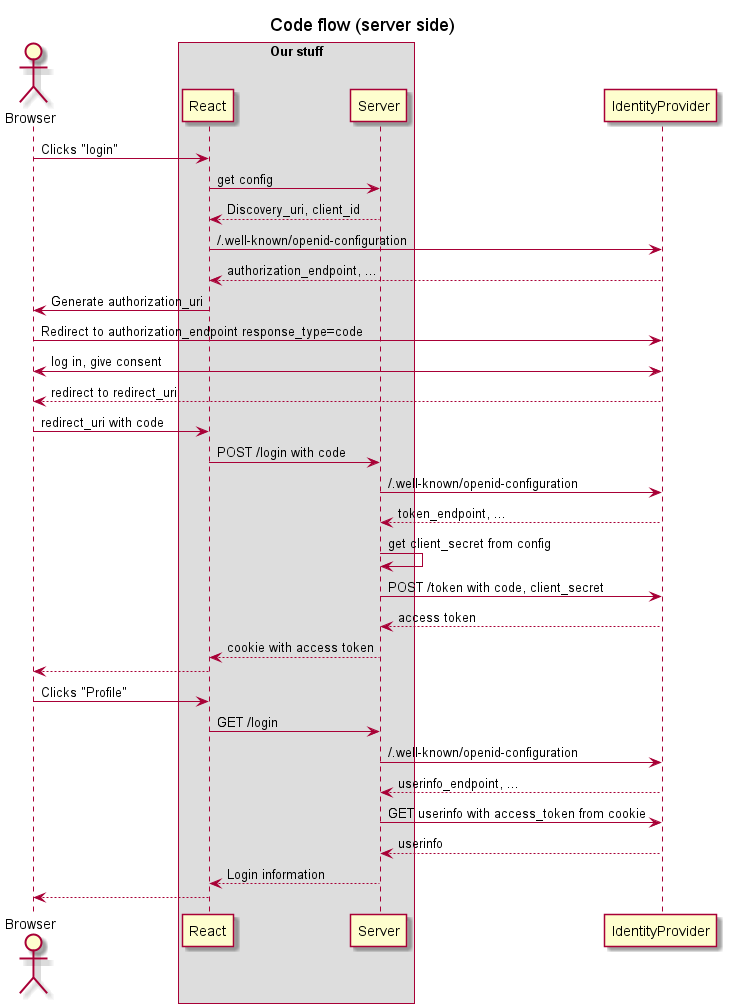 Code flow (server side)
Our stuff
Browser
React
Server
IdentityProvider
Clicks "login"
get config
Discovery_uri, client_id
/.well-known/openid-configuration
authorization_endpoint, ...
Generate authorization_uri
Redirect to authorization_endpoint response_type=code
log in, give consent
redirect to redirect_uri
redirect_uri with code
POST /login with code
/.well-known/openid-configuration
token_endpoint, ...
get client_secret from config
POST /token with code, client_secret
access token
cookie with access token
Clicks "Profile"
GET /login
/.well-known/openid-configuration
userinfo_endpoint, ...
GET userinfo with access_token from cookie
userinfo
Login information
Browser
React
Server
IdentityProvider